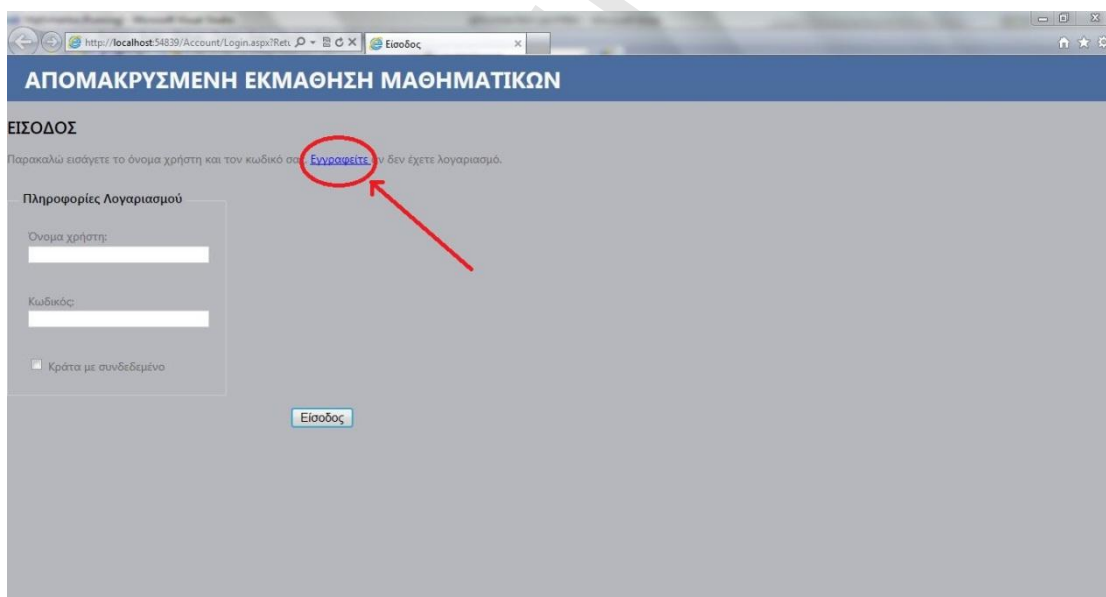 http://localhost:54839/Account/Login.aspx?Retu
Είσοδος
ΑΠΟΜΑΚΡΥΣΜΕΝΗ ΕΚΜΑΘΗΣΗ ΜΑΘΗΜΑΤΙΚΩΝ
ΕΙΣΟΔΟΣ
Παρακαλώ εισάγετε το όνομα χρήστη και τον κωδικό σας. Εγγραφείτε αν δεν έχετε λογαριασμό.
Πληροφορίες Λογαριασμού
Όνομα χρήστη:
Κωδικός:
Κράτα με συνδεδεμένο
Είσοδος